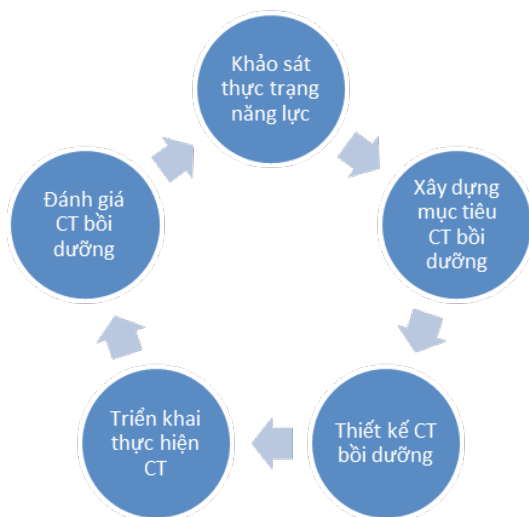 Khảo sát
thực trạng
năng lực
Xây dựng
mục tiêu
CT bồi
dưỡng
Thiết kế CT
bồi dưỡng
Triển khai
thực hiện
CT
Đánh giá
CT bồi
dưỡng